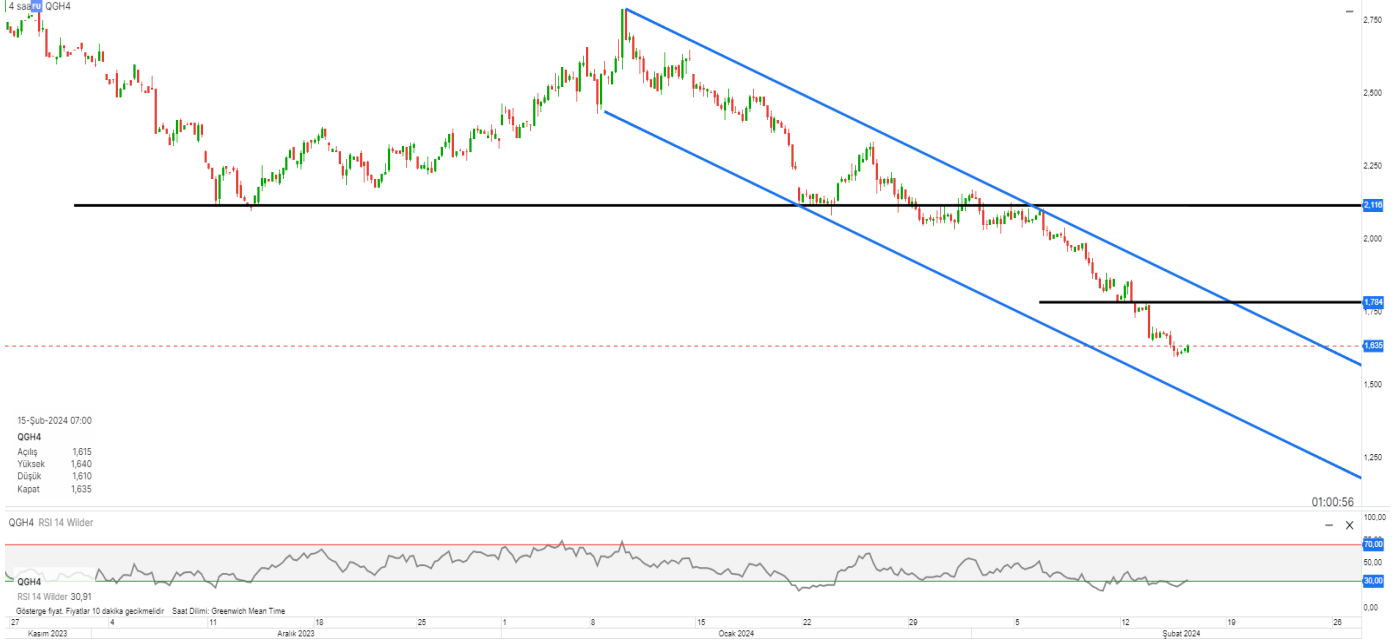 4 saa ru QGH4
2,750
2,500
2,250
2,116
2,000
1,784
1,750
1,635
1,500
1,250
15-Şub-2024 07:00
QGH4
Açılış 1,615
Yüksek 1,640
Düşük 1,610
Kapat 1,635
01:00:56
QGH4 RSI 14 Wilder
100,00
70,00
50,00
30,00
0,00
QGH4
RSI 14 Wilder 30,91
Gösterge fiyat. Fiyatlar 10 dakika gecikmelidir Saat Dilimi: Greenwich Mean Time
27 4 11 18 25 1 8 15 22 29 5 12 19 26
Kasım 2023 Aralık 2023 Ocak 2024 Şubat 2024